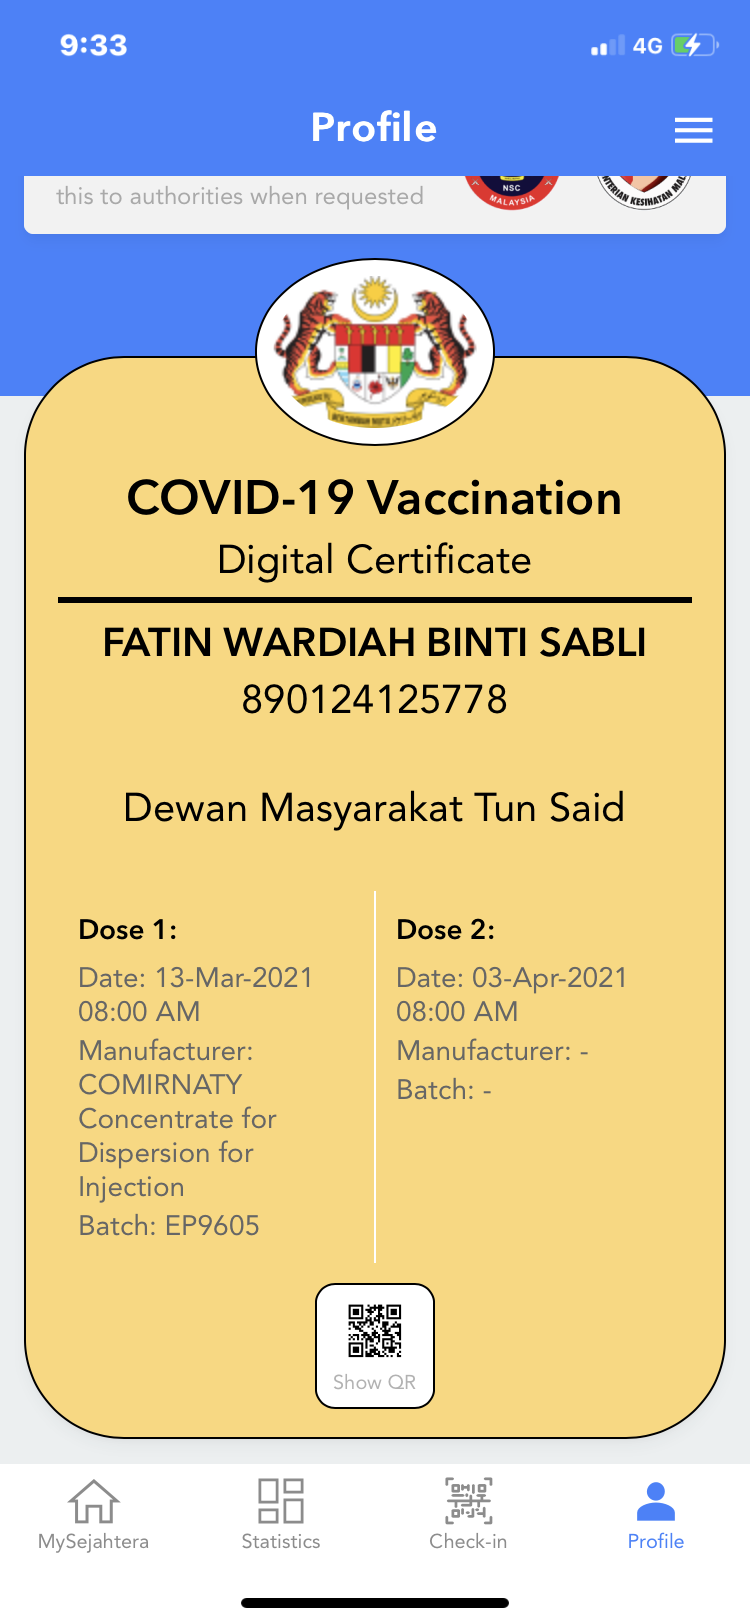 9:33
4G
Profile
this to authorities when requested
NSC
MALAYSIA
KESIHATAN
COVID-19 Vaccination
Digital Certificate
FATIN WARDIAH BINTI SABLI
890124125778
Dewan Masyarakat Tun Said
Dose 1:
Date: 13-Mar-2021
08:00 AM
Manufacturer:
COMIRNATY
Concentrate for
Dispersion for
Injection
Batch: EP9605
Dose 2:
Date: 03-Apr-2021
08:00 AM
Manufacturer: -
Batch: -
Show QR
MySejahtera
Statistics
Check-in
Profile